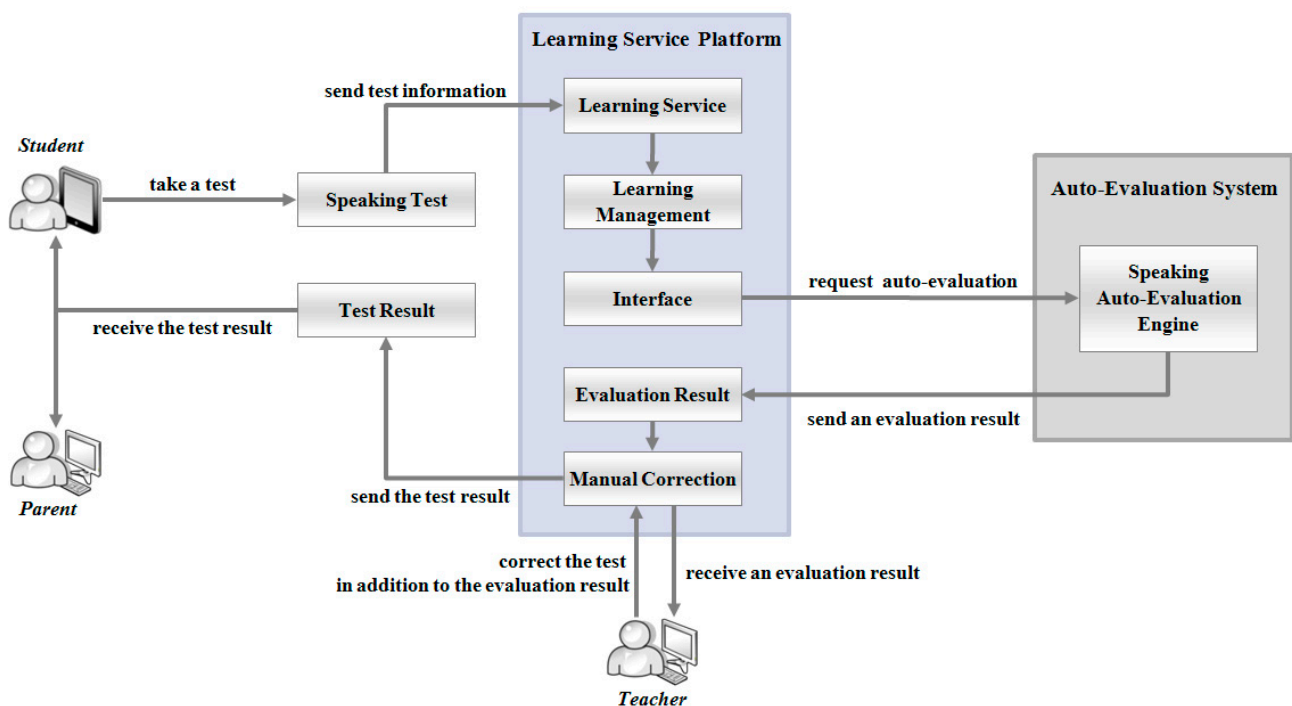 Learning Service Platform
send test information
Learning Service
Student
take a test
Speaking Test
Learning
Management
Auto-Evaluation System
request auto-evaluation
Speaking
Auto-Evaluation
Engine
Interface
Test Result
receive the test result
Evaluation Result
send an evaluation result
Manual Correction
send the test result
Parent
correct the test
in addition to the evaluation result
receive an evaluation result
Teacher